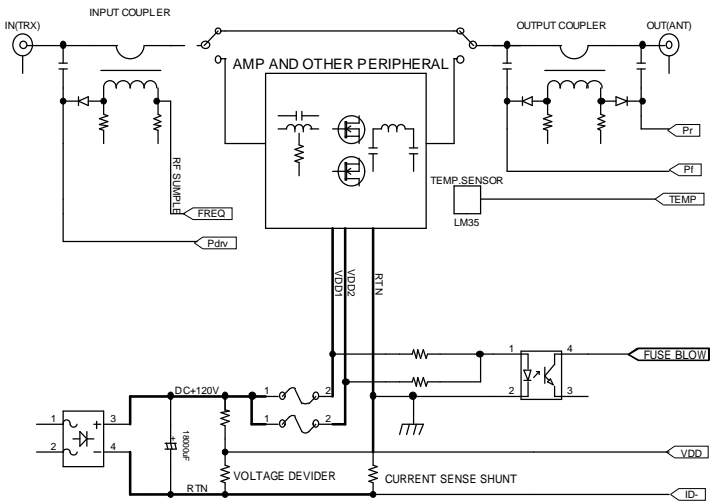 INPUT COUPLER
OUTPUT COUPLER
IN(TRX)
OUT(ANT)
AMP AND OTHER PERIPHERAL
Pr
Pf
TEMP.SENSOR
TEMP
LM35
RF SUMPLE
FREQ
Pdrv
VDD1
VDD2
RTN
1
4
FUSE BLOW
2
3
DC+120V
1
2
1
2
1
3
+
2
4
-
+
18000uF
VOLTAGE DEVIDER
VDD
CURRENT SENSE SHUNT
RTN
ID-